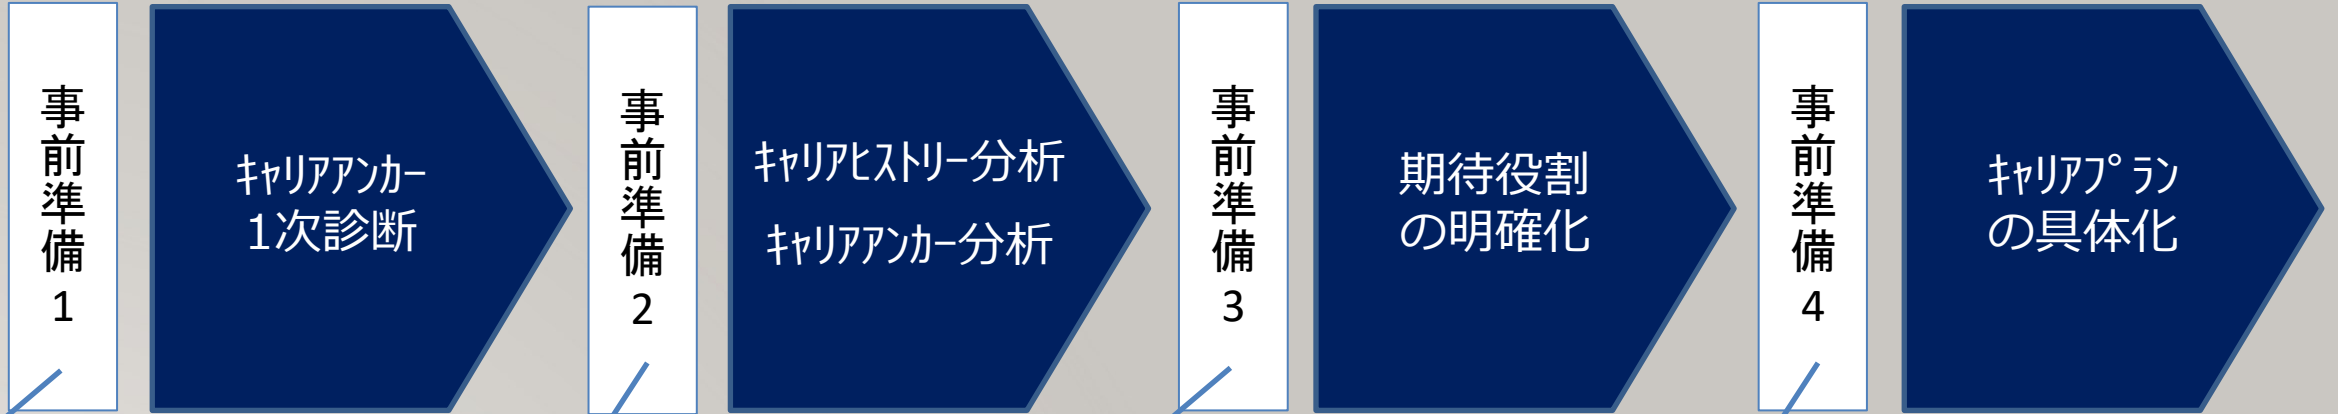 事前準備1
ｷｬﾘｱｱﾝｶｰ
1次診断
事前準備2
ｷｬﾘｱﾋｽﾄﾘｰ分析
ｷｬﾘｱｱﾝｶｰ分析
事前準備3
期待役割
の明確化
事前準備4
ｷｬﾘｱﾌﾟﾗﾝ
の具体化